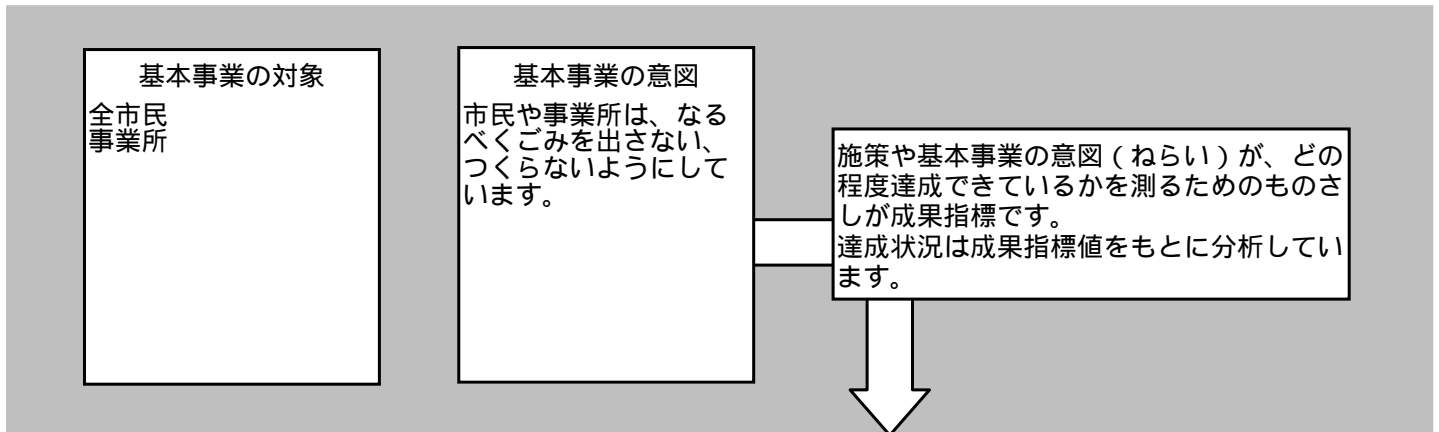 基本事業の対象
全市民
事業所
基本事業の意図
市民や事業所は、なる
べくごみを出さない、
つくらないようにして
います。
施策や基本事業の意図(ねらい)が、どの
程度達成できているかを測るためのものさ
しが成果指標です。
達成状況は成果指標値をもとに分析してい
ます。